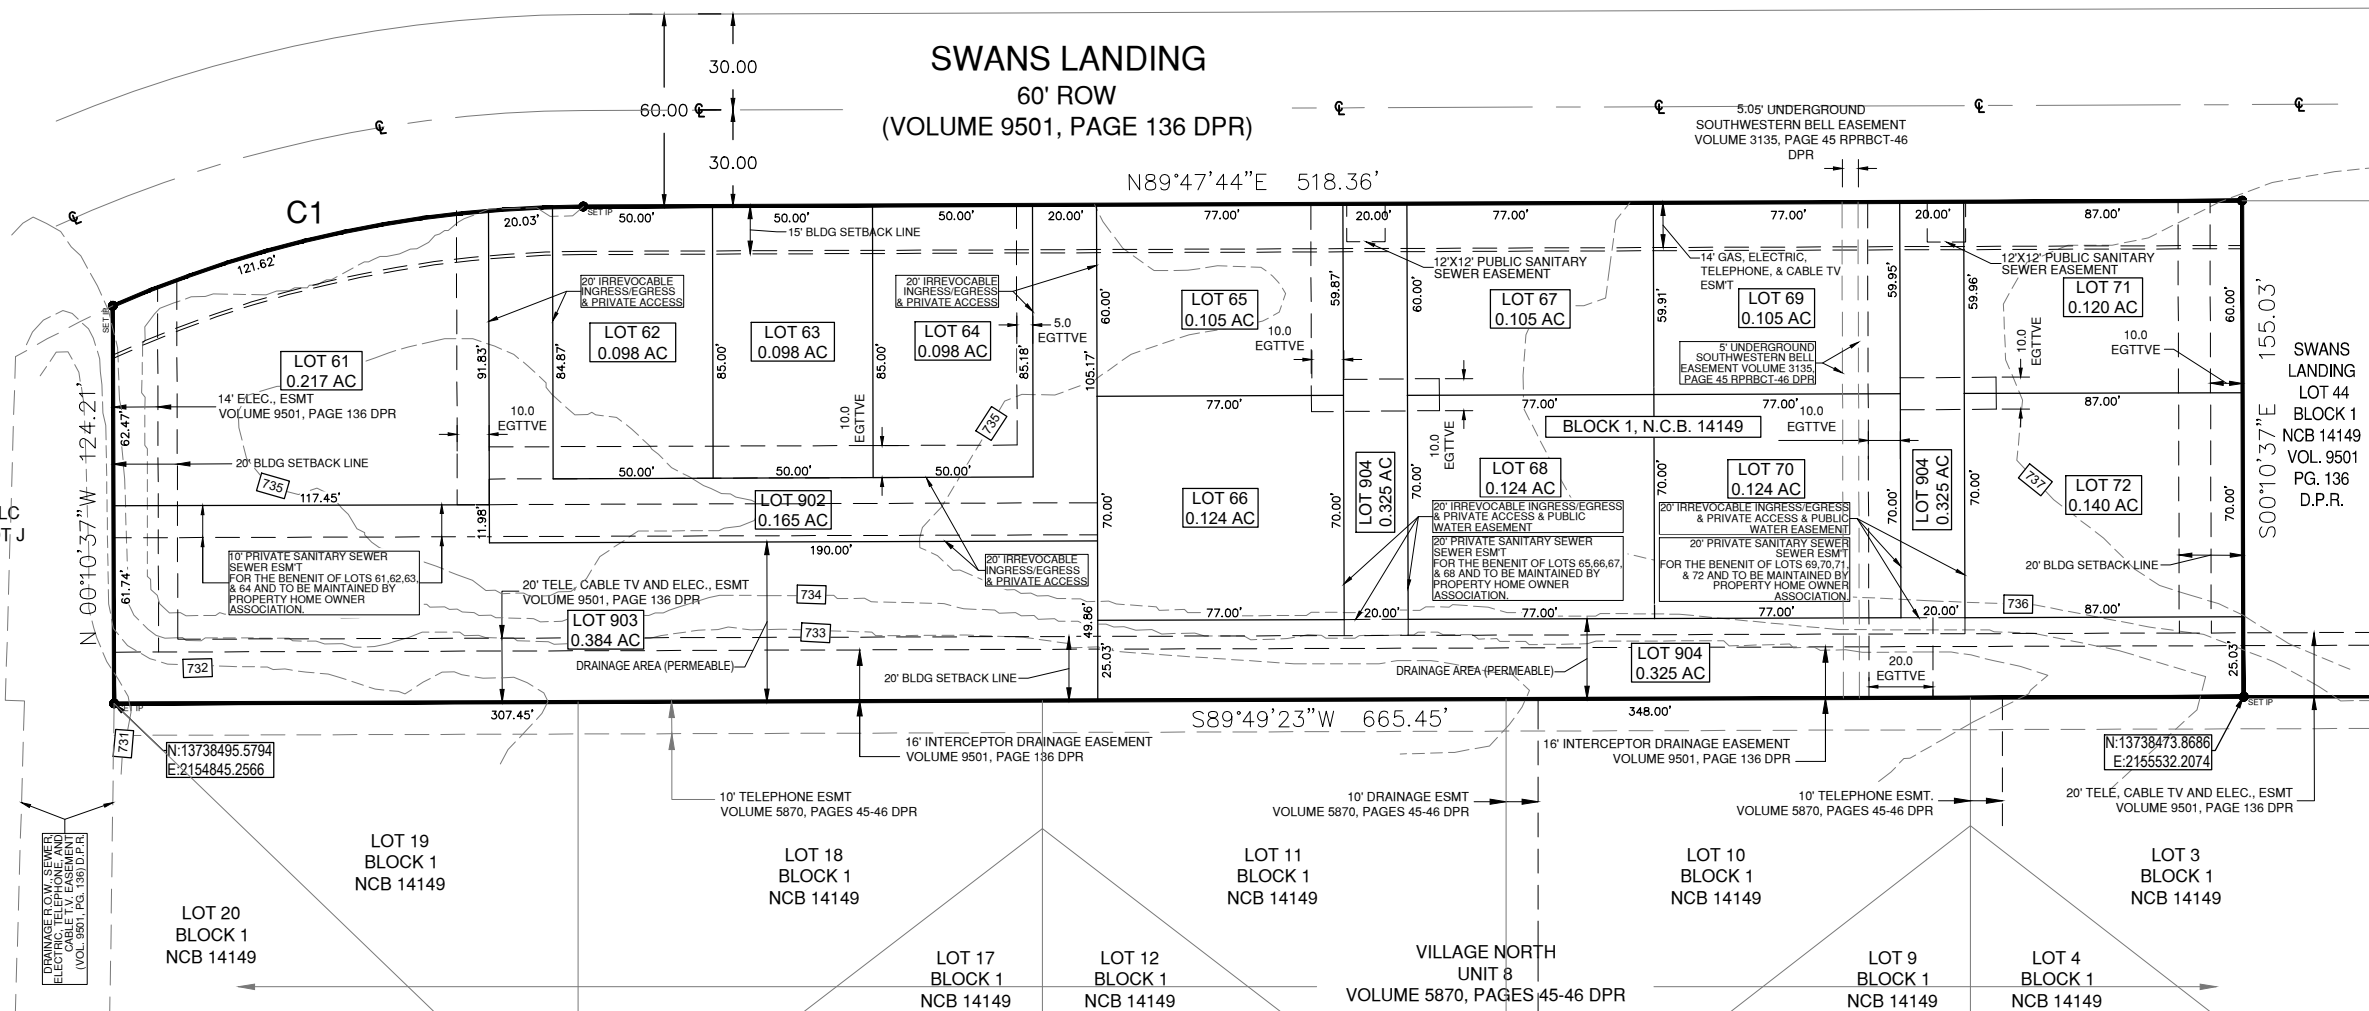 SWANS LANDING
60' ROW
(VOLUME 9501, PAGE 136 DPR)
30.00
60.00
30.00
5.05' UNDERGROUND
SOUTHWESTERN BELL EASEMENT
VOLUME 3135, PAGE 45 RPRBCT-46
DPR
N89°47'44"E 518.36'
C1
121.62'
SET IP
SET IP
20.03'
50.00'
50.00'
50.00'
20.00'
77.00'
20.00'
77.00'
77.00'
20.00'
87.00'
15' BLDG SETBACK LINE
12'X12' PUBLIC SANITARY
SEWER EASEMENT
14' GAS, ELECTRIC,
TELEPHONE, & CABLE TV
ESM'T
12'X12' PUBLIC SANITARY
SEWER EASEMENT
20' IRREVOCABLE
INGRESS/EGRESS
& PRIVATE ACCESS
20' IRREVOCABLE
INGRESS/EGRESS
& PRIVATE ACCESS
LOT 61
0.217 AC
LOT 62
0.098 AC
LOT 63
0.098 AC
LOT 64
0.098 AC
LOT 65
0.105 AC
LOT 67
0.105 AC
LOT 69
0.105 AC
LOT 71
0.120 AC
91.83'
84.87'
85.00'
85.00'
85.18'
105.17'
60.00'
59.87'
60.00'
59.91'
59.95'
59.96'
60.00'
5.0
EGTTVE
10.0
EGTTVE
10.0
EGTTVE
10.0
EGTTVE
5' UNDERGROUND
SOUTHWESTERN BELL
EASEMENT VOLUME 3135,
PAGE 45 RPRBCT-46 DPR
S00°10'37"E 155.03'
SWANS
LANDING
LOT 44
BLOCK 1
NCB 14149
VOL. 9501
PG. 136
D.P.R.
N 00°10'37"W 124.21'
62.47'
61.74'
14' ELEC., ESMT
VOLUME 9501, PAGE 136 DPR
10.0
EGTTVE
10.0
EGTTVE
735
77.00'
77.00'
77.00'
87.00'
BLOCK 1, N.C.B. 14149
10.0
EGTTVE
10.0
EGTTVE
20' BLDG SETBACK LINE
735
117.45'
50.00'
50.00'
50.00'
LOT 902
0.165 AC
11.98'
190.00'
LOT 66
0.124 AC
LOT 904
0.325 AC
LOT 68
0.124 AC
LOT 70
0.124 AC
LOT 904
0.325 AC
LOT 72
0.140 AC
737
70.00'
70.00'
70.00'
70.00'
70.00'
70.00'
70.00'
LC
T J
10' PRIVATE SANITARY SEWER
SEWER ESM'T
FOR THE BENENIT OF LOTS 61,62,63,
& 64 AND TO BE MAINTAINED BY
PROPERTY HOME OWNER
ASSOCIATION.
20' IRREVOCABLE
INGRESS/EGRESS
& PRIVATE ACCESS
20' IRREVOCABLE INGRESS/EGRESS
& PRIVATE ACCESS & PUBLIC
WATER EASEMENT
20' PRIVATE SANITARY SEWER
SEWER ESM'T
FOR THE BENENIT OF LOTS 65,66,67,
& 68 AND TO BE MAINTAINED BY
PROPERTY HOME OWNER
ASSOCIATION.
20' IRREVOCABLE INGRESS/EGRESS
& PRIVATE ACCESS & PUBLIC
WATER EASEMENT
20' PRIVATE SANITARY SEWER
SEWER ESM'T
FOR THE BENENIT OF LOTS 69,70,71,
& 72 AND TO BE MAINTAINED BY
PROPERTY HOME OWNER
ASSOCIATION.
20' BLDG SETBACK LINE
20' TELE, CABLE TV AND ELEC., ESMT
VOLUME 9501, PAGE 136 DPR
734
733
736
77.00'
20.00'
77.00'
77.00'
20.00'
87.00'
LOT 903
0.384 AC
49.86'
25.03'
25.03'
732
DRAINAGE AREA (PERMEABLE)
20' BLDG SETBACK LINE
DRAINAGE AREA (PERMEABLE)
LOT 904
0.325 AC
20.0
EGTTVE
SET IP
SET IP
307.45'
S89°49'23"W 665.45'
348.00'
731
N:13738495.5794
E:2154845.2566
N:13738473.8686
E:2155532.2074
16' INTERCEPTOR DRAINAGE EASEMENT
VOLUME 9501, PAGE 136 DPR
16' INTERCEPTOR DRAINAGE EASEMENT
VOLUME 9501, PAGE 136 DPR
10' TELEPHONE ESMT
VOLUME 5870, PAGES 45-46 DPR
10' DRAINAGE ESMT
VOLUME 5870, PAGES 45-46 DPR
10' TELEPHONE ESMT.
VOLUME 5870, PAGES 45-46 DPR
20' TELE, CABLE TV AND ELEC., ESMT
VOLUME 9501, PAGE 136 DPR
DRAINAGE R.O.W., SEWER,
ELECTRIC, TELEPHONE, AND
CABLE T.V. EASEMENT
(VOL. 9501, PG. 136) D.P.R.
LOT 19
BLOCK 1
NCB 14149
LOT 18
BLOCK 1
NCB 14149
LOT 11
BLOCK 1
NCB 14149
LOT 10
BLOCK 1
NCB 14149
LOT 3
BLOCK 1
NCB 14149
LOT 20
BLOCK 1
NCB 14149
LOT 17
BLOCK 1
NCB 14149
LOT 12
BLOCK 1
NCB 14149
VILLAGE NORTH
UNIT 8
VOLUME 5870, PAGES 45-46 DPR
LOT 9
BLOCK 1
NCB 14149
LOT 4
BLOCK 1
NCB 14149